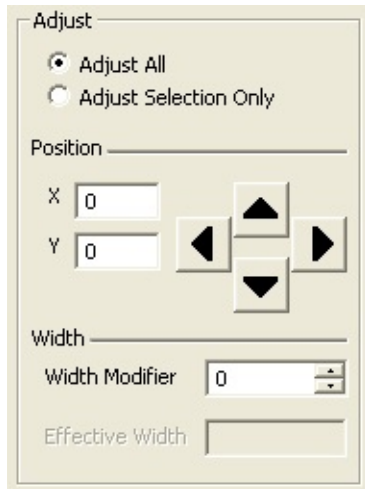 Adjust
Adjust All
Adjust Selection Only
Position
X 0
Y 0
Width
Width Modifier 0
Effective Width